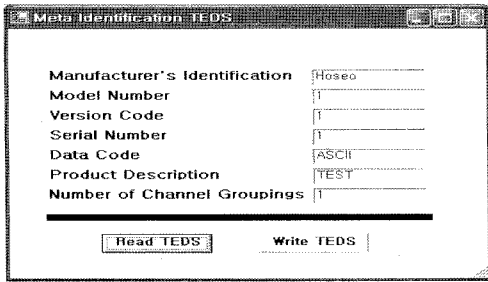 Meta Identification TEDS
Manufacturer's Identification Hoseo
Model Number 1
Version Code 1
Serial Number 1
Data Code ASCII
Product Description TEST
Number of Channel Groupings 1
Read TEDS Write TEDS